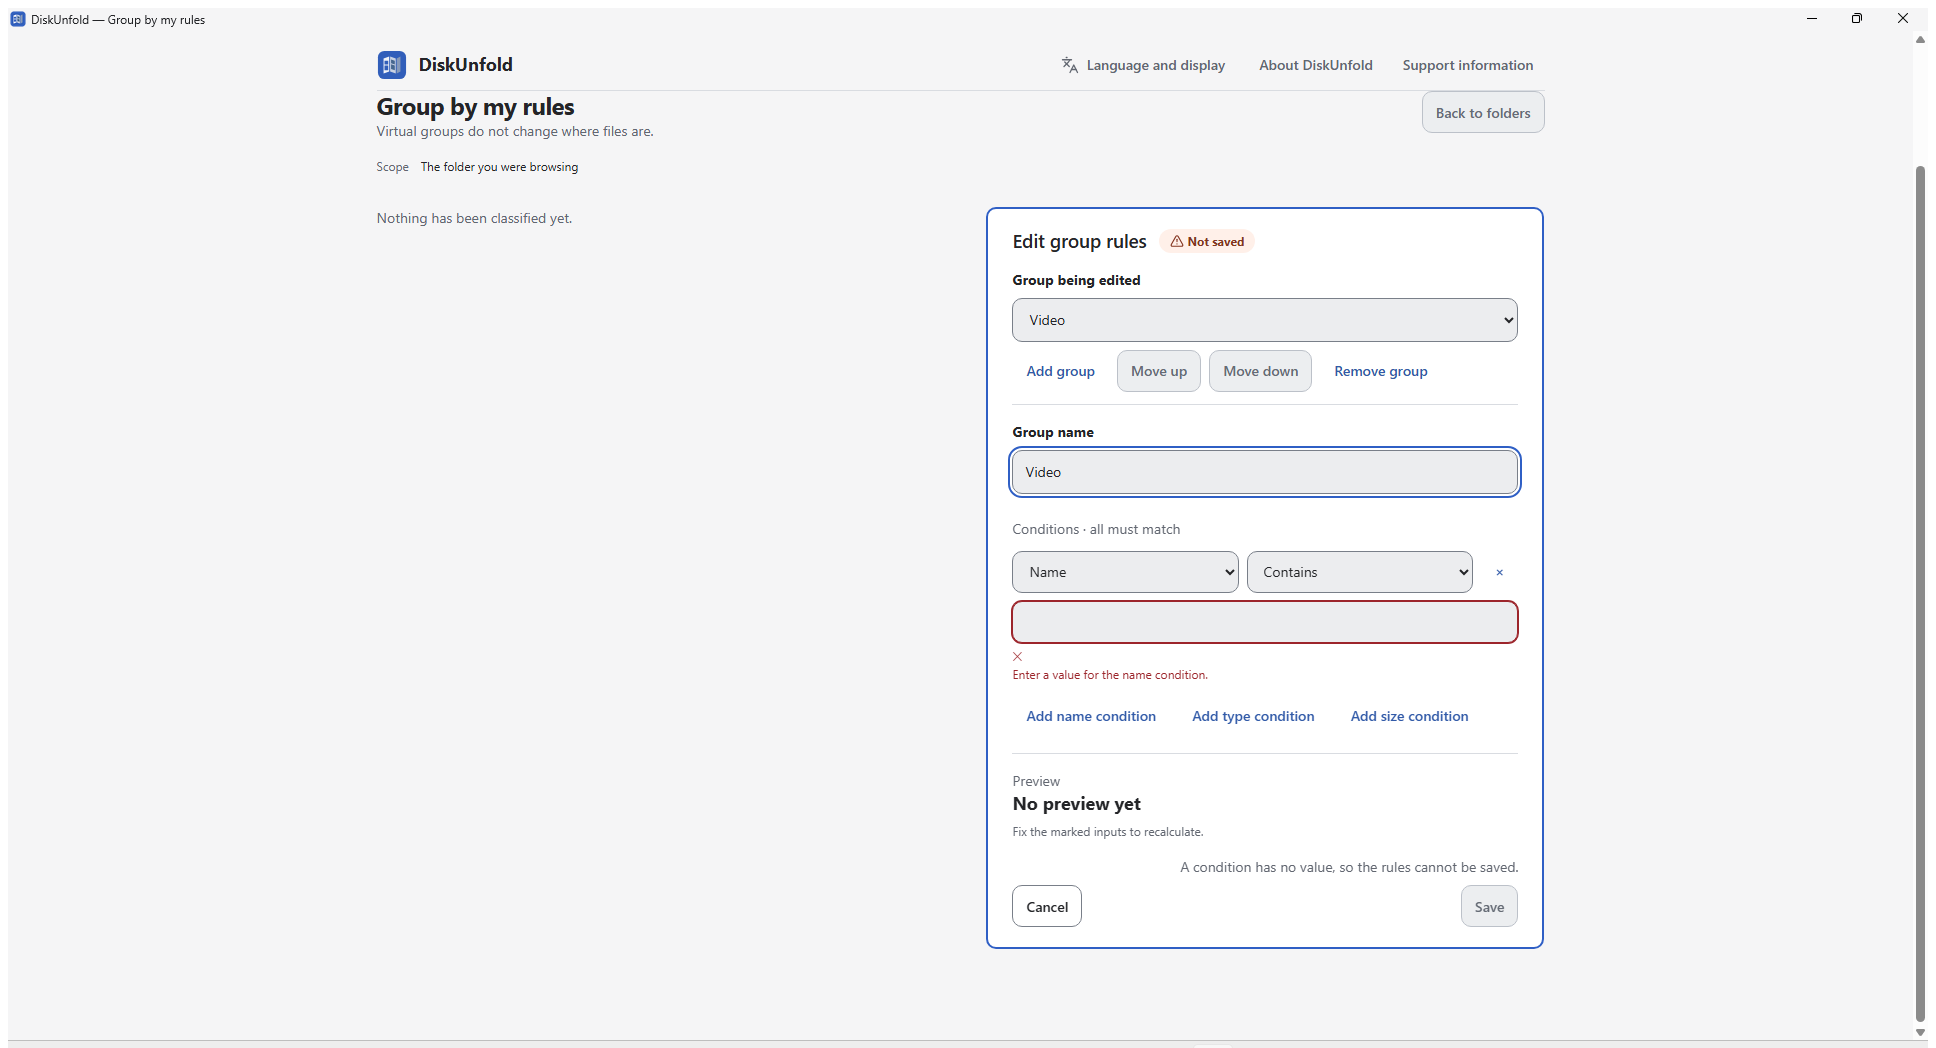 DiskUnfold — Group by my rules
DiskUnfold
Language and display
About DiskUnfold
Support information
Group by my rules
Back to folders
Virtual groups do not change where files are.
Scope The folder you were browsing
Nothing has been classified yet.
Edit group rules
Not saved
Group being edited
Video
Add group
Move up
Move down
Remove group
Group name
Video
Conditions · all must match
Name
Contains
×
Enter a value for the name condition.
Add name condition
Add type condition
Add size condition
Preview
No preview yet
Fix the marked inputs to recalculate.
A condition has no value, so the rules cannot be saved.
Cancel
Save